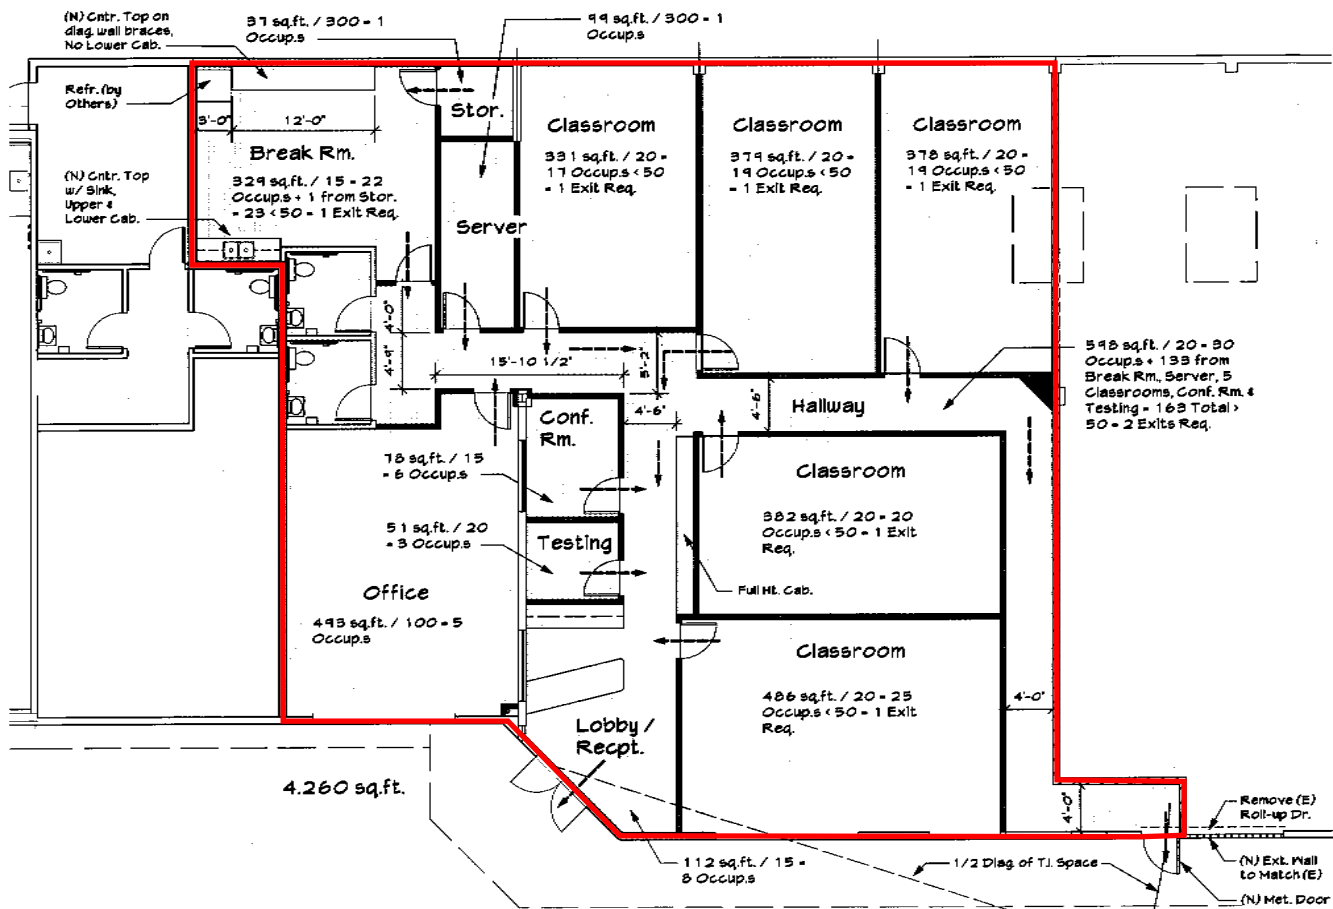 (N) Cntr. Top on
diag. wall braces,
No Lower Cab.
37 sq.ft. / 300 = 1
Occup.s
99 sq.ft. / 300 = 1
Occup.s
Refr. (by
Others)
3'-0"
12'-0"
Stor.
Break Rm.
329 sq.ft. / 15 = 22
Occup.s + 1 from Stor.
= 23 < 50 = 1 Exit Req.
(N) Cntr. Top
w/ Sink,
Upper &
Lower Cab.
Server
Classroom
331 sq.ft. / 20 =
17 Occup.s < 50
= 1 Exit Req.
Classroom
379 sq.ft. / 20 =
19 Occup.s < 50
= 1 Exit Req.
Classroom
378 sq.ft. / 20 =
19 Occup.s < 50
= 1 Exit Req.
4'-0"
4'-9"
15'-10 1/2"
5'-2"
4'-6"
4'-6"
Hallway
598 sq.ft. / 20 = 30
Occup.s + 133 from
Break Rm., Server, 5
Classrooms, Conf. Rm. &
Testing = 163 Total >
50 = 2 Exits Req.
Conf.
Rm.
78 sq.ft. / 15
= 6 Occup.s
51 sq.ft. / 20
= 3 Occup.s
Testing
Classroom
382 sq.ft. / 20 = 20
Occup.s < 50 = 1 Exit
Req.
Full Ht. Cab.
Office
493 sq.ft. / 100 = 5
Occup.s
Classroom
486 sq.ft. / 20 = 25
Occup.s < 50 = 1 Exit
Req.
4'-0"
Lobby /
Recpt.
4.260 sq.ft.
4'-0"
Remove (E)
Roll-up Dr.
112 sq.ft. / 15 =
8 Occup.s
1/2 Diag. of T.I. Space
(N) Ext. Wall
to Match (E)
(N) Met. Door